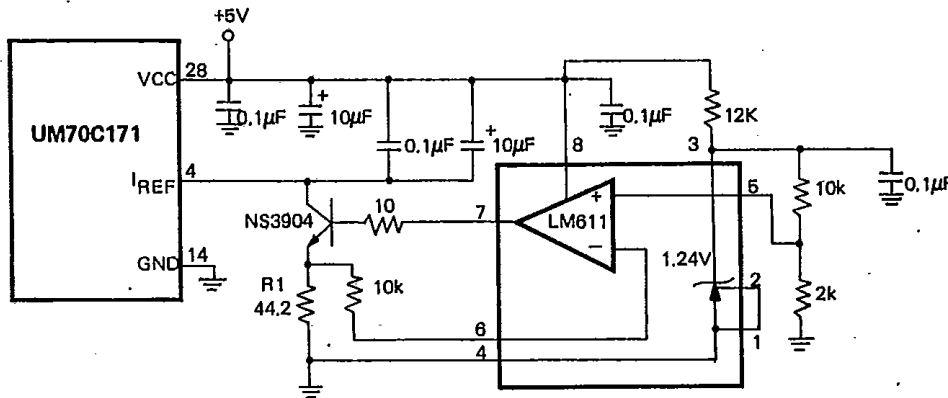 +5V
VCC 28
0.1μF
10μF
+
0.1μF
10μF
+
0.1μF
12K
UM70C171
8
3
4
IREF
5
10k
0.1μF
NS3904
10
7
+
LM611
−
GND 14
1.24V
R1
44.2
10k
2
2k
6
1
4